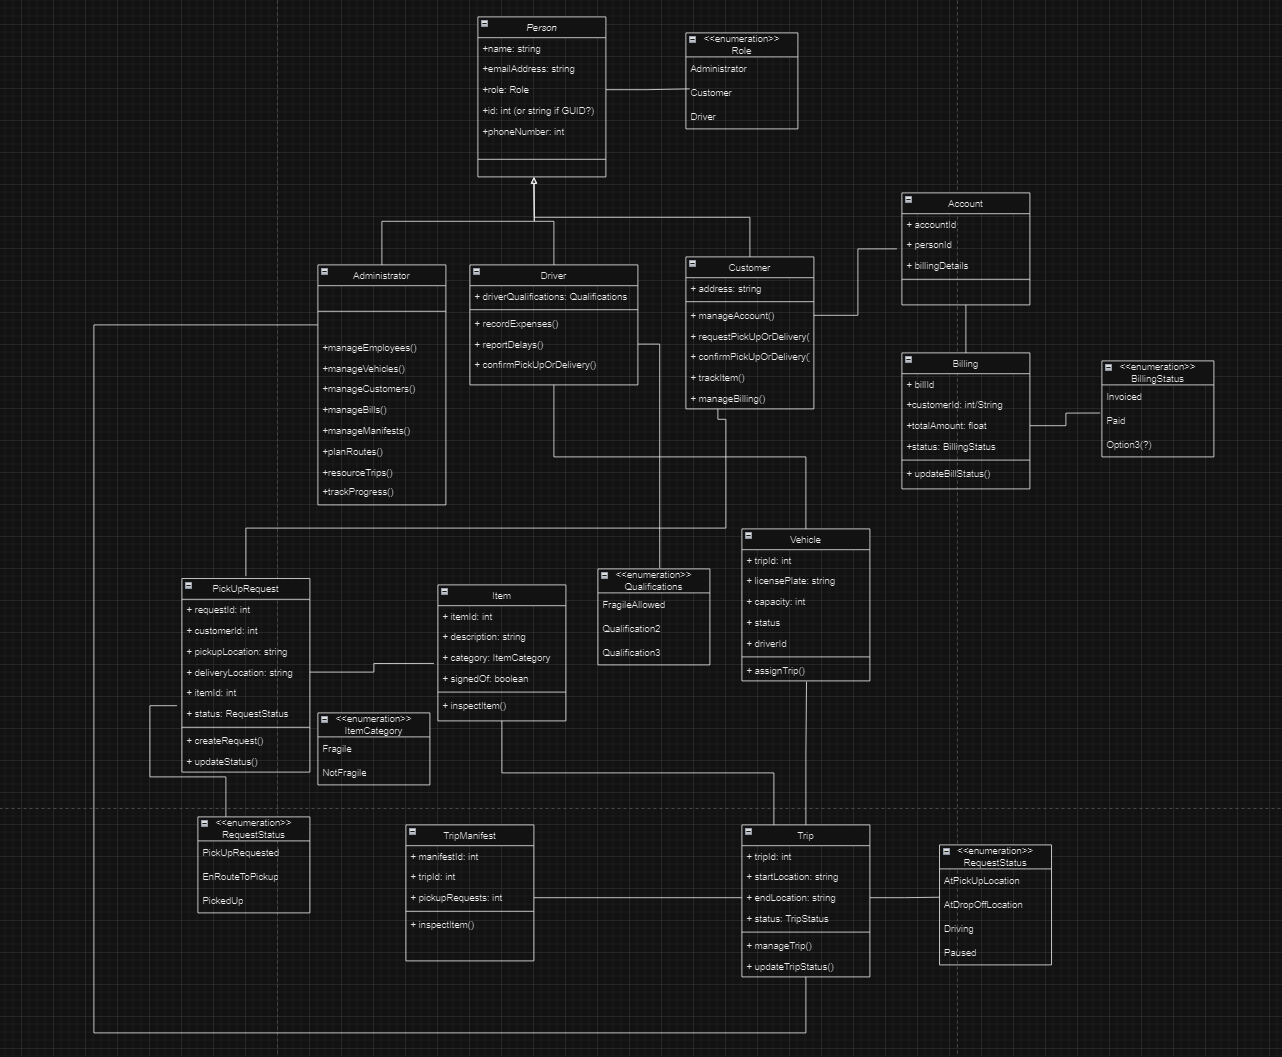 Person
+name: string
+emailAddress: string
+role: Role
+id: int (or string if GUID?)
+phoneNumber: int
<<enumeration>>
Role
Administrator
Customer
Driver
Account
+ accountId
+ personId
+ billingDetails
Administrator
+manageEmployees()
+manageVehicles()
+manageCustomers()
+manageBills()
+manageManifests()
+planRoutes()
+resourceTrips()
+trackProgress()
Driver
+ driverQualifications: Qualifications
+ recordExpenses()
+ reportDelays()
+ confirmPickUpOrDelivery()
Customer
+ address: string
+ manageAccount()
+ requestPickUpOrDelivery(
+ confirmPickUpOrDelivery(
+ trackItem()
+ manageBilling()
Billing
+ billId
+customerId: int/String
+totalAmount: float
+status: BillingStatus
+ updateBillStatus()
<<enumeration>>
BillingStatus
Invoiced
Paid
Option3(?)
PickUpRequest
+ requestId: int
+ customerId: int
+ pickupLocation: string
+ deliveryLocation: string
+ itemId: int
+ status: RequestStatus
+ createRequest()
+ updateStatus()
Item
+ itemId: int
+ description: string
+ category: ItemCategory
+ signedOf: boolean
+ inspectItem()
<<enumeration>>
Qualifications
FragileAllowed
Qualification2
Qualification3
Vehicle
+ tripId: int
+ licensePlate: string
+ capacity: int
+ status
+ driverId
+ assignTrip()
<<enumeration>>
ItemCategory
Fragile
NotFragile
<<enumeration>>
RequestStatus
PickUpRequested
EnRouteToPickup
PickedUp
TripManifest
+ manifestId: int
+ tripId: int
+ pickupRequests: int
+ inspectItem()
Trip
+ tripId: int
+ startLocation: string
+ endLocation: string
+ status: TripStatus
+ manageTrip()
+ updateTripStatus()
<<enumeration>>
RequestStatus
AtPickUpLocation
AtDropOffLocation
Driving
Paused